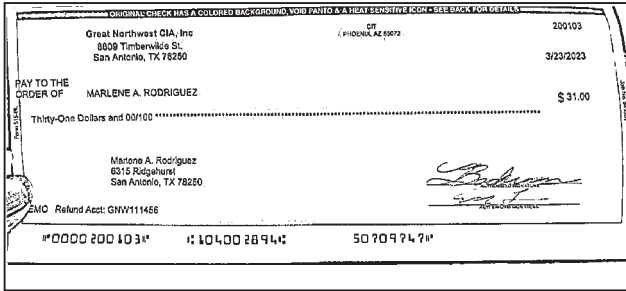 ORIGINAL CHECK HAS A COLORED BACKGROUND, VOID PANTO & A HEAT SENSITIVE ICON - SEE BACK FOR DETAILS
Great Northwest CIA, Inc
8809 Timberwilde St.
San Antonio, TX 78250
CIT
PHOENIX, AZ
200103
3/23/2023
PAY TO THE
ORDER OF MARLENE A. RODRIGUEZ $ 31.00
Thirty-One Dollars and 00/100
Marlene A. Rodriguez
6315 Ridgehurst
San Antonio, TX 78250
AUTHORIZED SIGNATURE
AUTHORIZED SIGNATURE
EMO Refund Acct: GNW111456
⑈0000200103⑈ ⑆104002894⑆ 50709747⑈